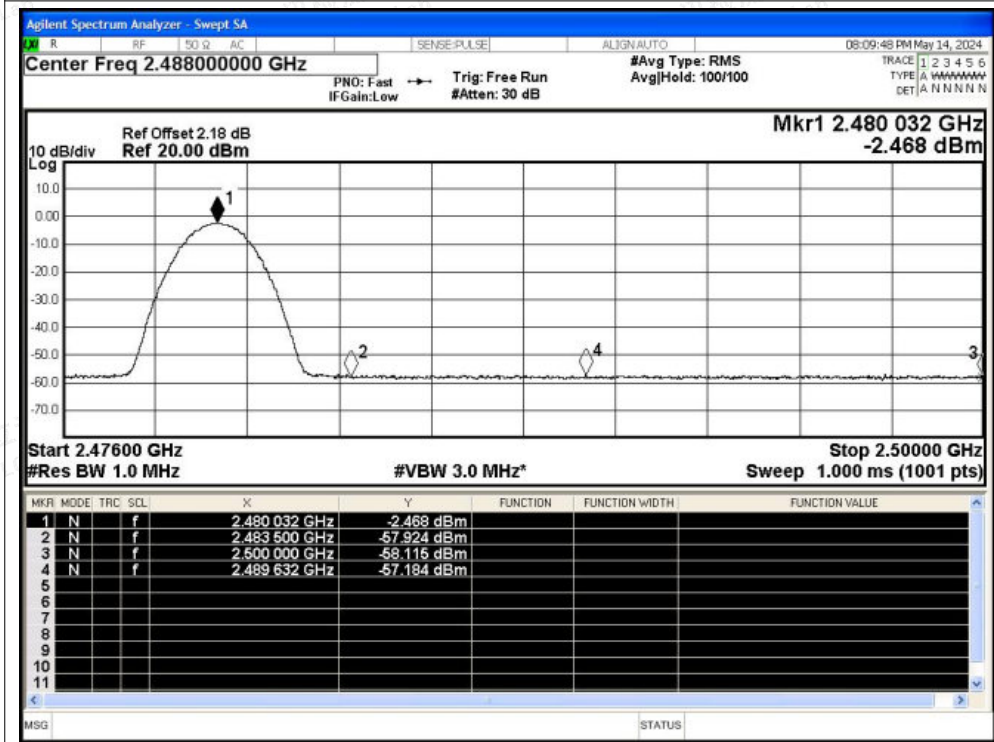 Agilent Spectrum Analyzer - Swept SA
LXI R RF 50 Ω AC SENSE:PULSE ALIGN AUTO 08:09:48 PM May 14, 2024
Center Freq 2.488000000 GHz
PNO: Fast
IFGain:Low
Trig: Free Run
#Atten: 30 dB
#Avg Type: RMS
Avg|Hold: 100/100
TRACE 1 2 3 4 5 6
TYPE A WWWWW
DET A N N N N N
Mkr1 2.480 032 GHz
-2.468 dBm
Ref Offset 2.18 dB
10 dB/div Ref 20.00 dBm
Log
10.0
0.00
-10.0
-20.0
-30.0
-40.0
-50.0
-60.0
-70.0
1
2
4
3
Start 2.47600 GHz Stop 2.50000 GHz
#Res BW 1.0 MHz #VBW 3.0 MHz* Sweep 1.000 ms (1001 pts)
MKR MODE TRC SCL X Y FUNCTION FUNCTION WIDTH FUNCTION VALUE
1 N f 2.480 032 GHz -2.468 dBm
2 N f 2.483 500 GHz -57.924 dBm
3 N f 2.500 000 GHz -58.115 dBm
4 N f 2.489 632 GHz -57.184 dBm
5
6
7
8
9
10
11
MSG STATUS